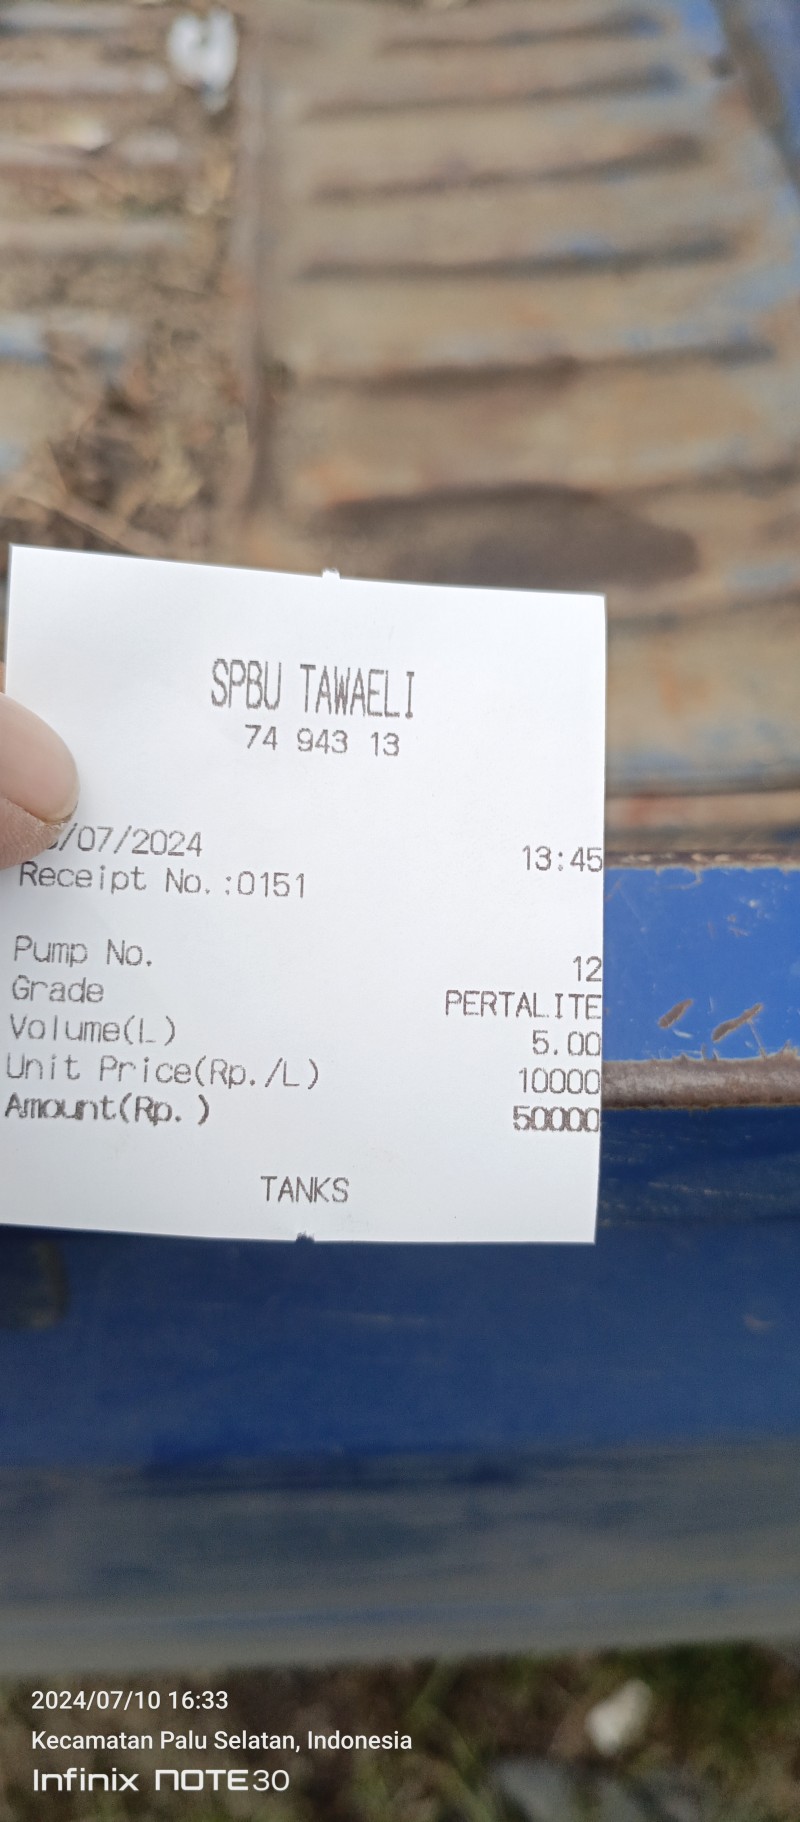 SPBU TAWAELI
74 943 13
/07/2024 13:45
Receipt No.:0151
Pump No. 12
Grade PERTALITE
Volume(L) 5.00
Unit Price(Rp./L) 10000
Amount(Rp. ) 50000
TANKS
2024/07/10 16:33
Kecamatan Palu Selatan, Indonesia
Infinix NOTE30